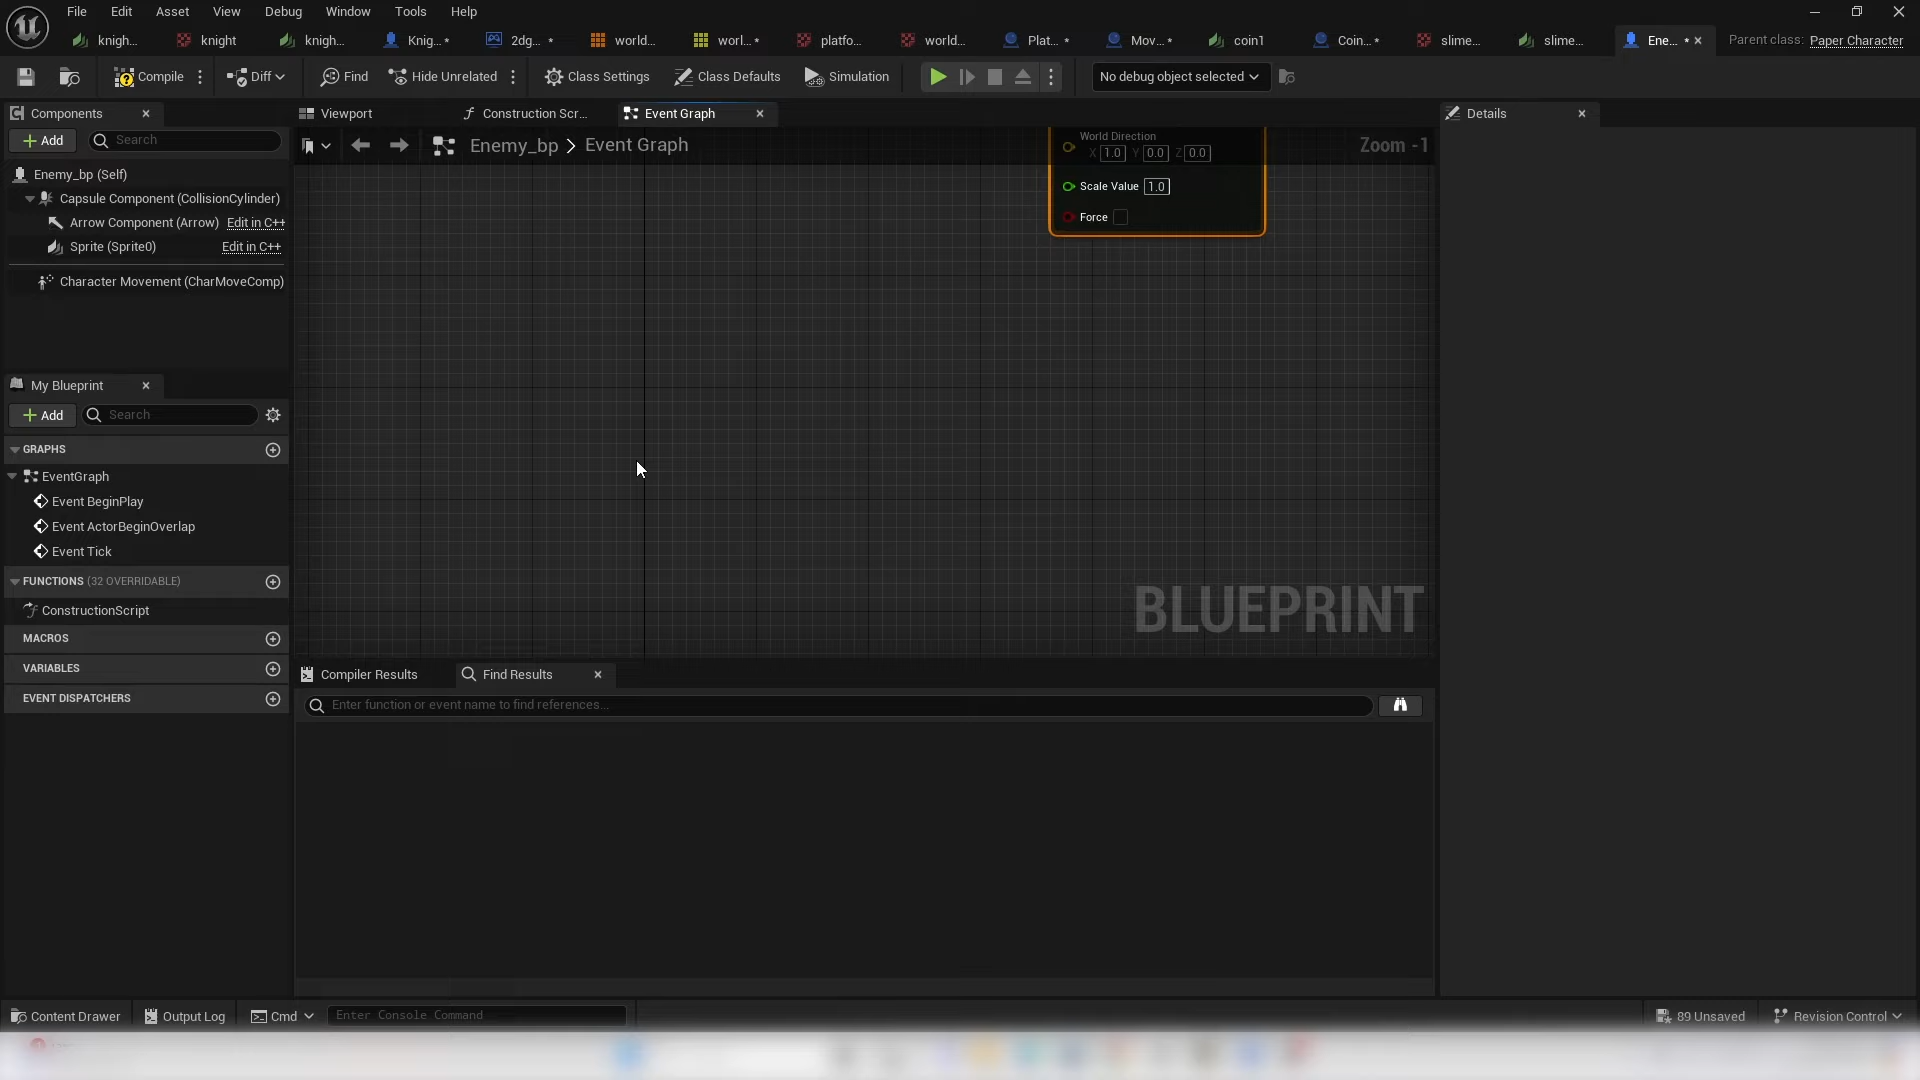 File Edit Asset View Debug Window Tools Help
knigh... knight knigh... Knig... * 2dg... * world... worl... * platfo... world... Plat... * Mov... * coin1 Coin... * slime... slime... Ene... * Parent class: Paper Character
Compile Diff Find Hide Unrelated Class Settings Class Defaults Simulation No debug object selected
Components Viewport Construction Scr... Event Graph Details
Add Search Enemy_bp > Event Graph Zoom -1
World Direction
X 1.0 Y 0.0 Z 0.0
Scale Value 1.0
Force
Enemy_bp (Self)
Capsule Component (CollisionCylinder)
Arrow Component (Arrow) Edit in C++
Sprite (Sprite0) Edit in C++
Character Movement (CharMoveComp)
My Blueprint
Add Search
GRAPHS
EventGraph
Event BeginPlay
Event ActorBeginOverlap
Event Tick
FUNCTIONS (32 OVERRIDABLE)
ConstructionScript
MACROS
VARIABLES
EVENT DISPATCHERS
BLUEPRINT
Compiler Results Find Results
Enter function or event name to find references...
Content Drawer Output Log Cmd Enter Console Command 89 Unsaved Revision Control